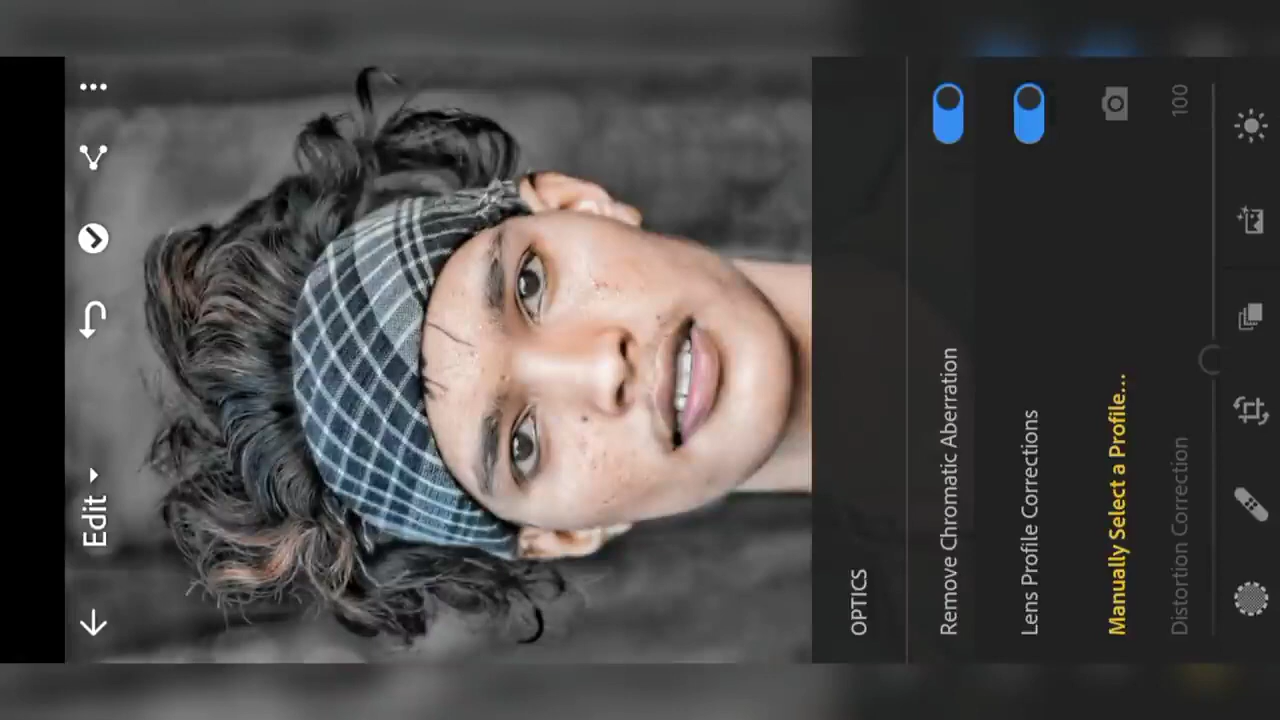 Edit
OPTICS
Remove Chromatic Aberration
Lens Profile Corrections
Manually Select a Profile...
Distortion Correction
100